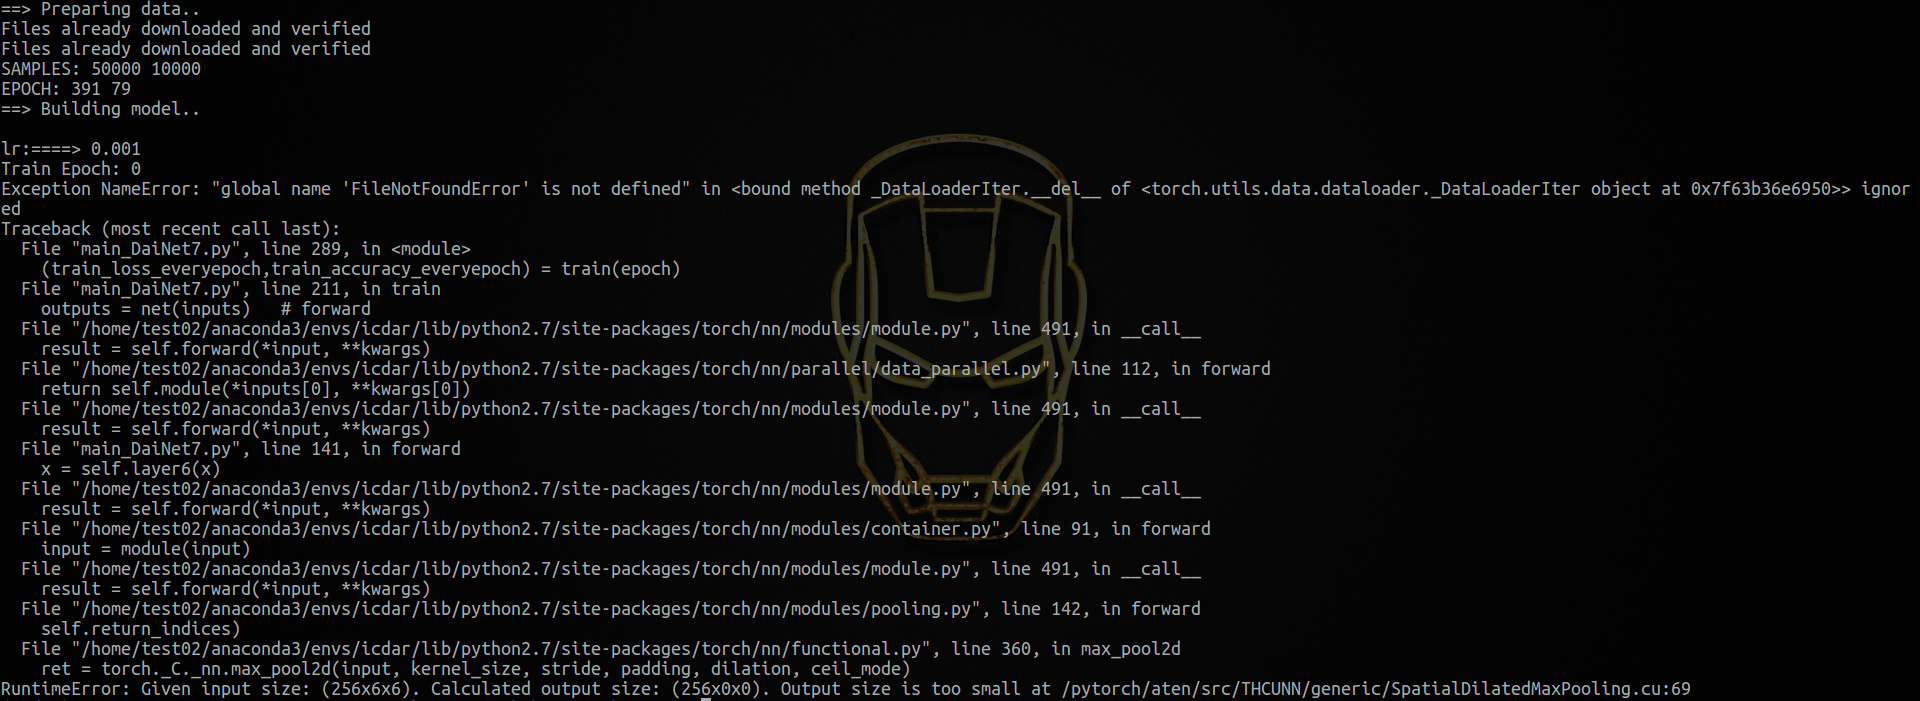 ==> Preparing data..
Files already downloaded and verified
Files already downloaded and verified
SAMPLES: 50000 10000
EPOCH: 391 79
==> Building model..
lr:====> 0.001
Train Epoch: 0
Exception NameError: "global name 'FileNotFoundError' is not defined" in <bound method _DataLoaderIter.__del__ of <torch.utils.data.dataloader._DataLoaderIter object at 0x7f63b36e6950>> ignor
ed
Traceback (most recent call last):
  File "main_DaiNet7.py", line 289, in <module>
    (train_loss_everyepoch,train_accuracy_everyepoch) = train(epoch)
  File "main_DaiNet7.py", line 211, in train
    outputs = net(inputs)   # forward
  File "/home/test02/anaconda3/envs/icdar/lib/python2.7/site-packages/torch/nn/modules/module.py", line 491, in __call__
    result = self.forward(*input, **kwargs)
  File "/home/test02/anaconda3/envs/icdar/lib/python2.7/site-packages/torch/nn/parallel/data_parallel.py", line 112, in forward
    return self.module(*inputs[0], **kwargs[0])
  File "/home/test02/anaconda3/envs/icdar/lib/python2.7/site-packages/torch/nn/modules/module.py", line 491, in __call__
    result = self.forward(*input, **kwargs)
  File "main_DaiNet7.py", line 141, in forward
    x = self.layer6(x)
  File "/home/test02/anaconda3/envs/icdar/lib/python2.7/site-packages/torch/nn/modules/module.py", line 491, in __call__
    result = self.forward(*input, **kwargs)
  File "/home/test02/anaconda3/envs/icdar/lib/python2.7/site-packages/torch/nn/modules/container.py", line 91, in forward
    input = module(input)
  File "/home/test02/anaconda3/envs/icdar/lib/python2.7/site-packages/torch/nn/modules/module.py", line 491, in __call__
    result = self.forward(*input, **kwargs)
  File "/home/test02/anaconda3/envs/icdar/lib/python2.7/site-packages/torch/nn/modules/pooling.py", line 142, in forward
    self.return_indices)
  File "/home/test02/anaconda3/envs/icdar/lib/python2.7/site-packages/torch/nn/functional.py", line 360, in max_pool2d
    ret = torch._C._nn.max_pool2d(input, kernel_size, stride, padding, dilation, ceil_mode)
RuntimeError: Given input size: (256x6x6). Calculated output size: (256x0x0). Output size is too small at /pytorch/aten/src/THCUNN/generic/SpatialDilatedMaxPooling.cu:69